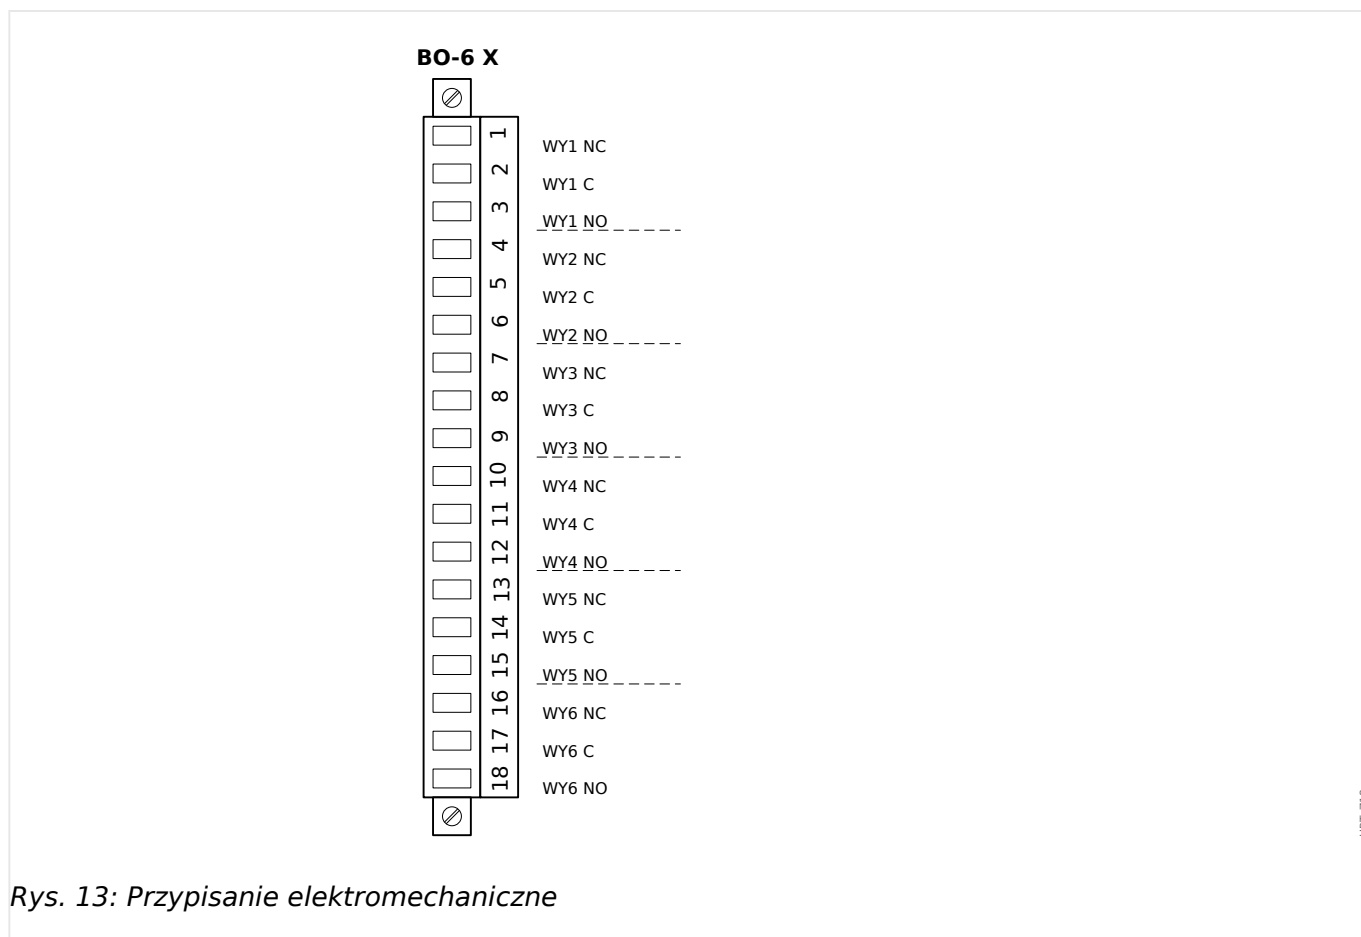 BO-6 X
1 WY1 NC
2 WY1 C
3 WY1 NO
4 WY2 NC
5 WY2 C
6 WY2 NO
7 WY3 NC
8 WY3 C
9 WY3 NO
10 WY4 NC
11 WY4 C
12 WY4 NO
13 WY5 NC
14 WY5 C
15 WY5 NO
16 WY6 NC
17 WY6 C
18 WY6 NO
Rys. 13: Przypisanie elektromechaniczne